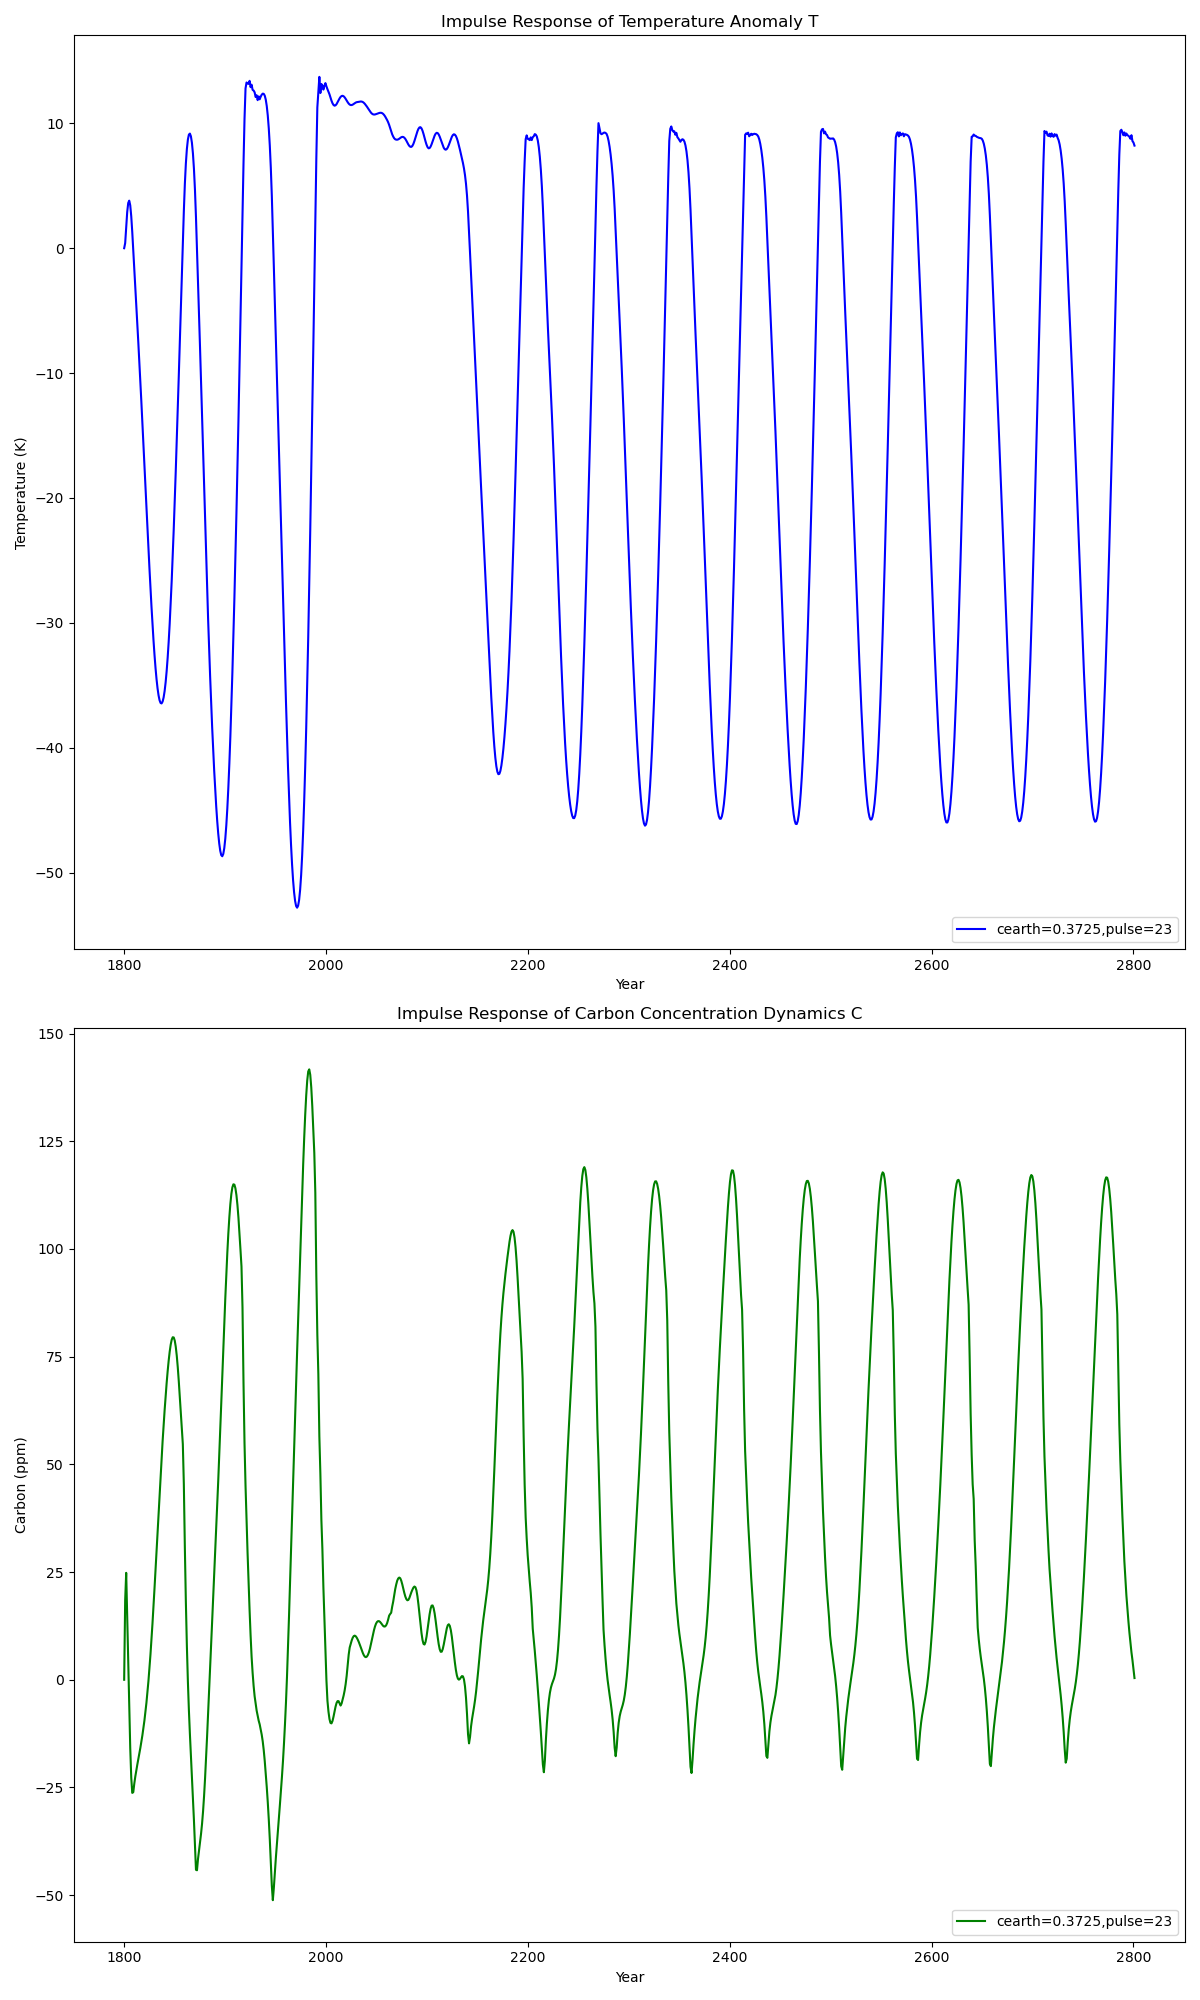 Impulse Response of Temperature Anomaly T
Temperature (K)
10
0
−10
−20
−30
−40
−50
cearth=0.3725,pulse=23
1800 2000 2200 2400 2600 2800
Year
Impulse Response of Carbon Concentration Dynamics C
Carbon (ppm)
150
125
100
75
50
25
0
−25
−50
cearth=0.3725,pulse=23
1800 2000 2200 2400 2600 2800
Year